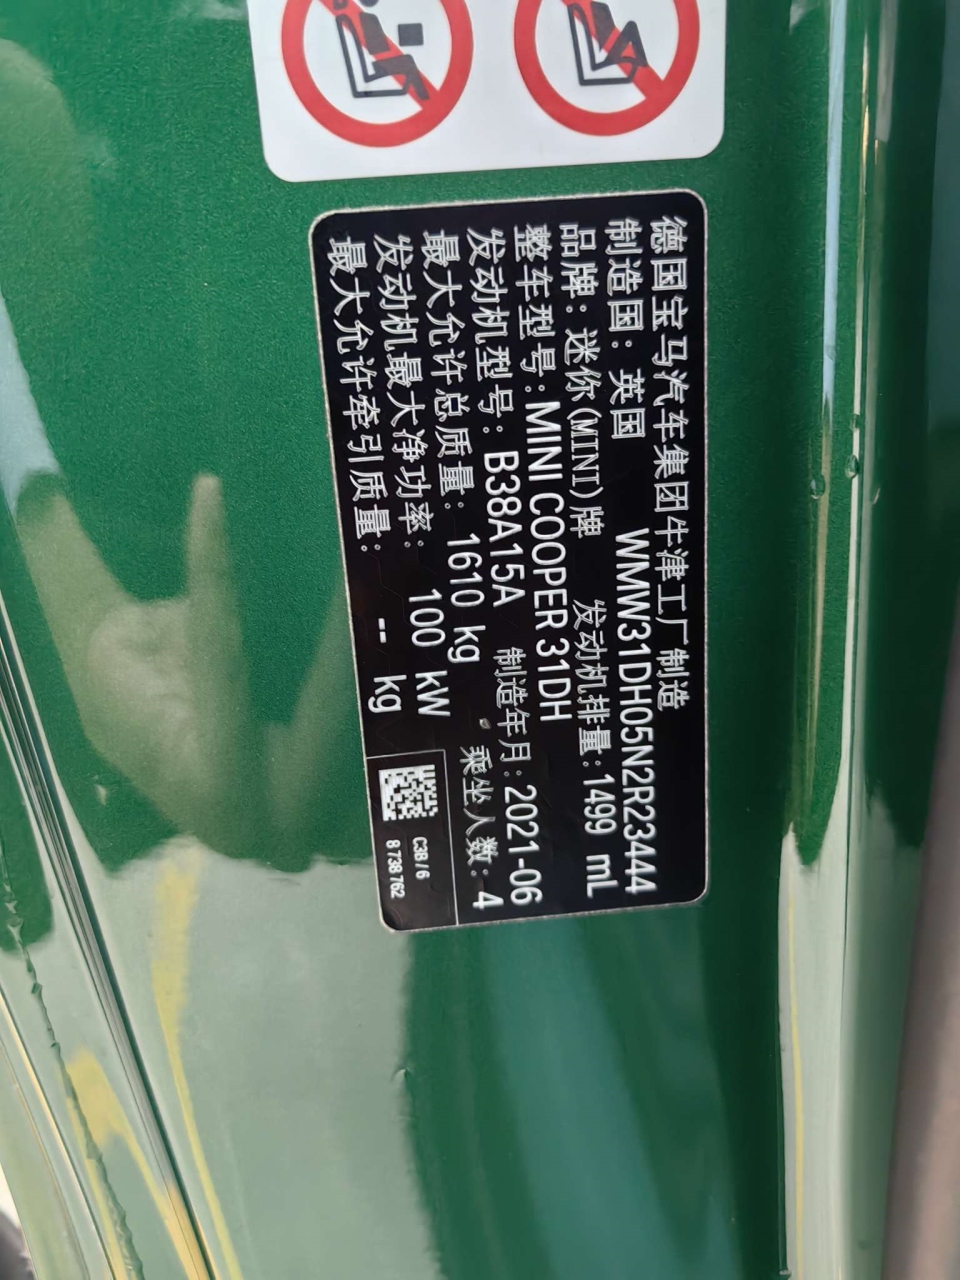 德国宝马汽车集团牛津工厂制造
制造国：英国 WMW31DH05N2R23444
品牌：迷你(MINI)牌 发动机排量：1499 mL
整车型号：MINI COOPER 31DH
发动机型号：B38A15A 制造年月：2021-06
最大允许总质量：1610 kg 乘坐人数：4
发动机最大净功率：100 kW
最大允许牵引质量：-- kg
C3B / 6
8 738 762